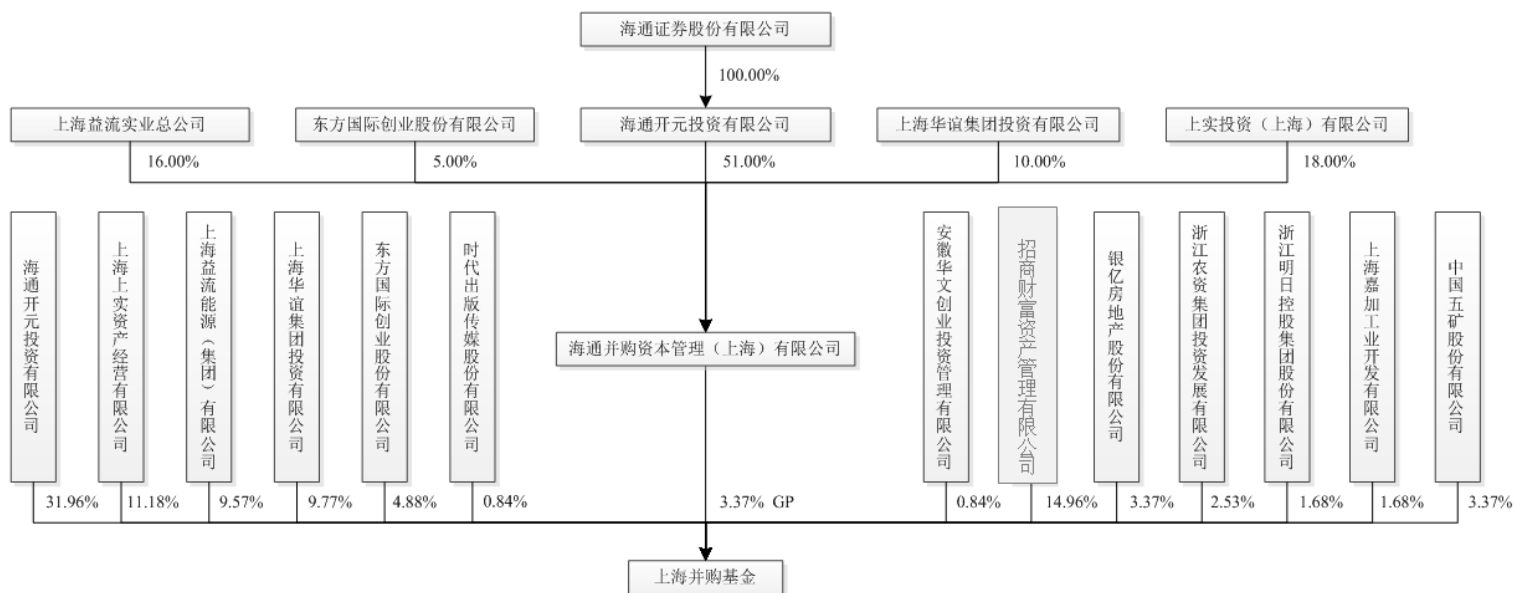 海通证券股份有限公司
100.00%
上海益流实业总公司
东方国际创业股份有限公司
海通开元投资有限公司
上海华谊集团投资有限公司
上实投资（上海）有限公司
16.00%
5.00%
51.00%
10.00%
18.00%
海通开元投资有限公司
上海上实资产经营有限公司
上海益流能源（集团）有限公司
上海华谊集团投资有限公司
东方国际创业股份有限公司
时代出版传媒股份有限公司
海通并购资本管理（上海）有限公司
安徽华文创业投资管理有限公司
招商财富资产管理有限公司
银亿房地产股份有限公司
浙江农资集团投资发展有限公司
浙江明日控股集团股份有限公司
上海嘉加工业开发有限公司
中国五矿股份有限公司
31.96%
11.18%
9.57%
9.77%
4.88%
0.84%
3.37% GP
0.84%
14.96%
3.37%
2.53%
1.68%
1.68%
3.37%
上海并购基金